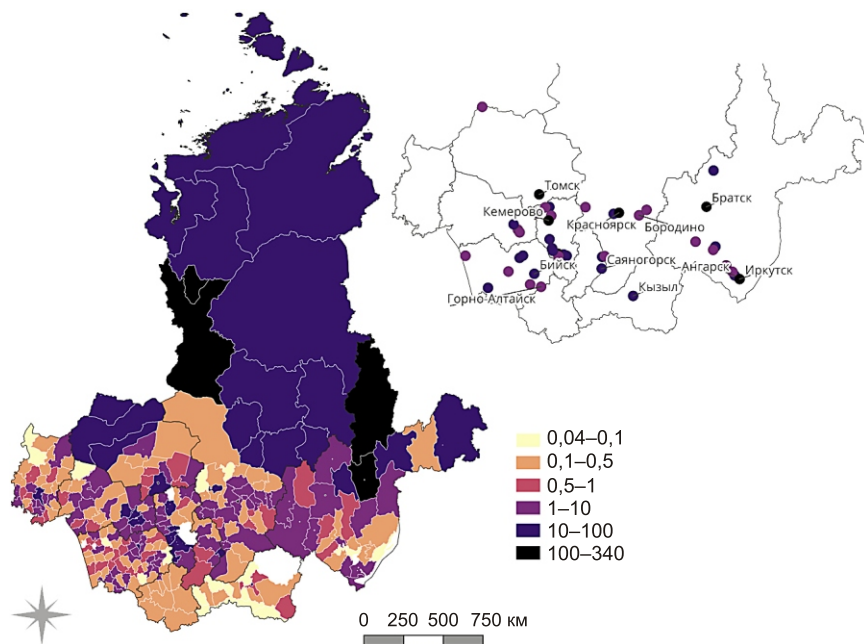 Томск
Кемерово
Братск
Красноярск
Бородино
Саяногорск
Бийск
Ангарск
Иркутск
Горно-Алтайск
Кызыл
0,04–0,1
0,1–0,5
0,5–1
1–10
10–100
100–340
0 250 500 750 км